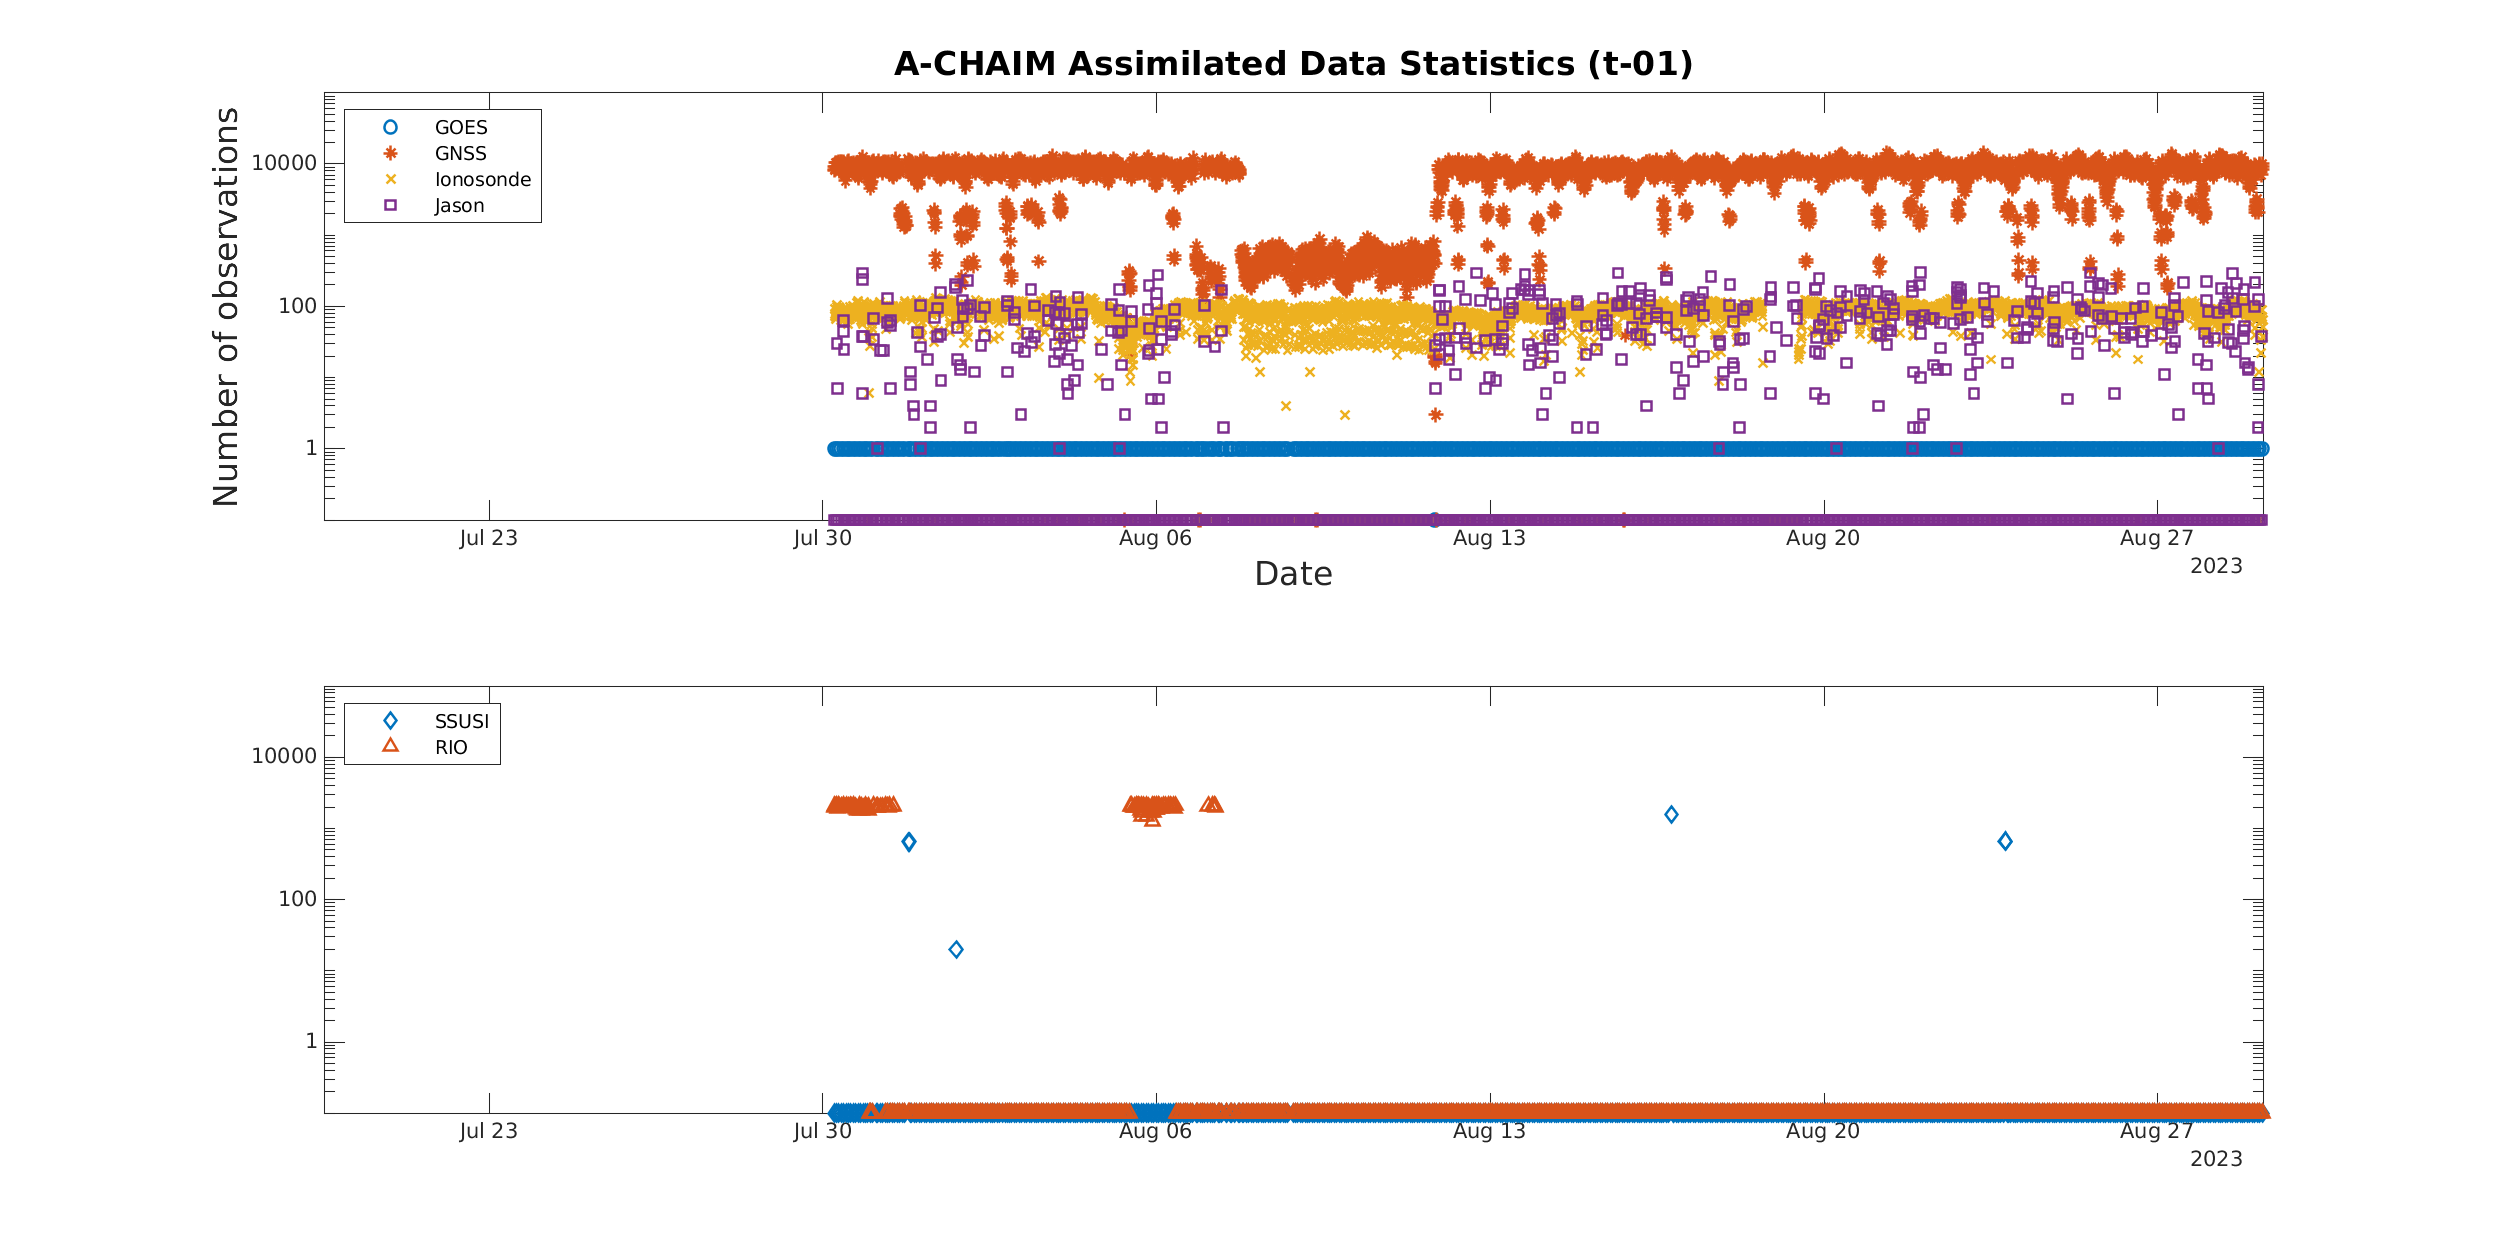 A-CHAIM Assimilated Data Statistics (t-01)
Number of observations
10000
100
1
GOES
GNSS
Ionosonde
Jason
Jul 23 Jul 30 Aug 06 Aug 13 Aug 20 Aug 27
2023
Date
10000
100
1
SSUSI
RIO
Jul 23 Jul 30 Aug 06 Aug 13 Aug 20 Aug 27
2023